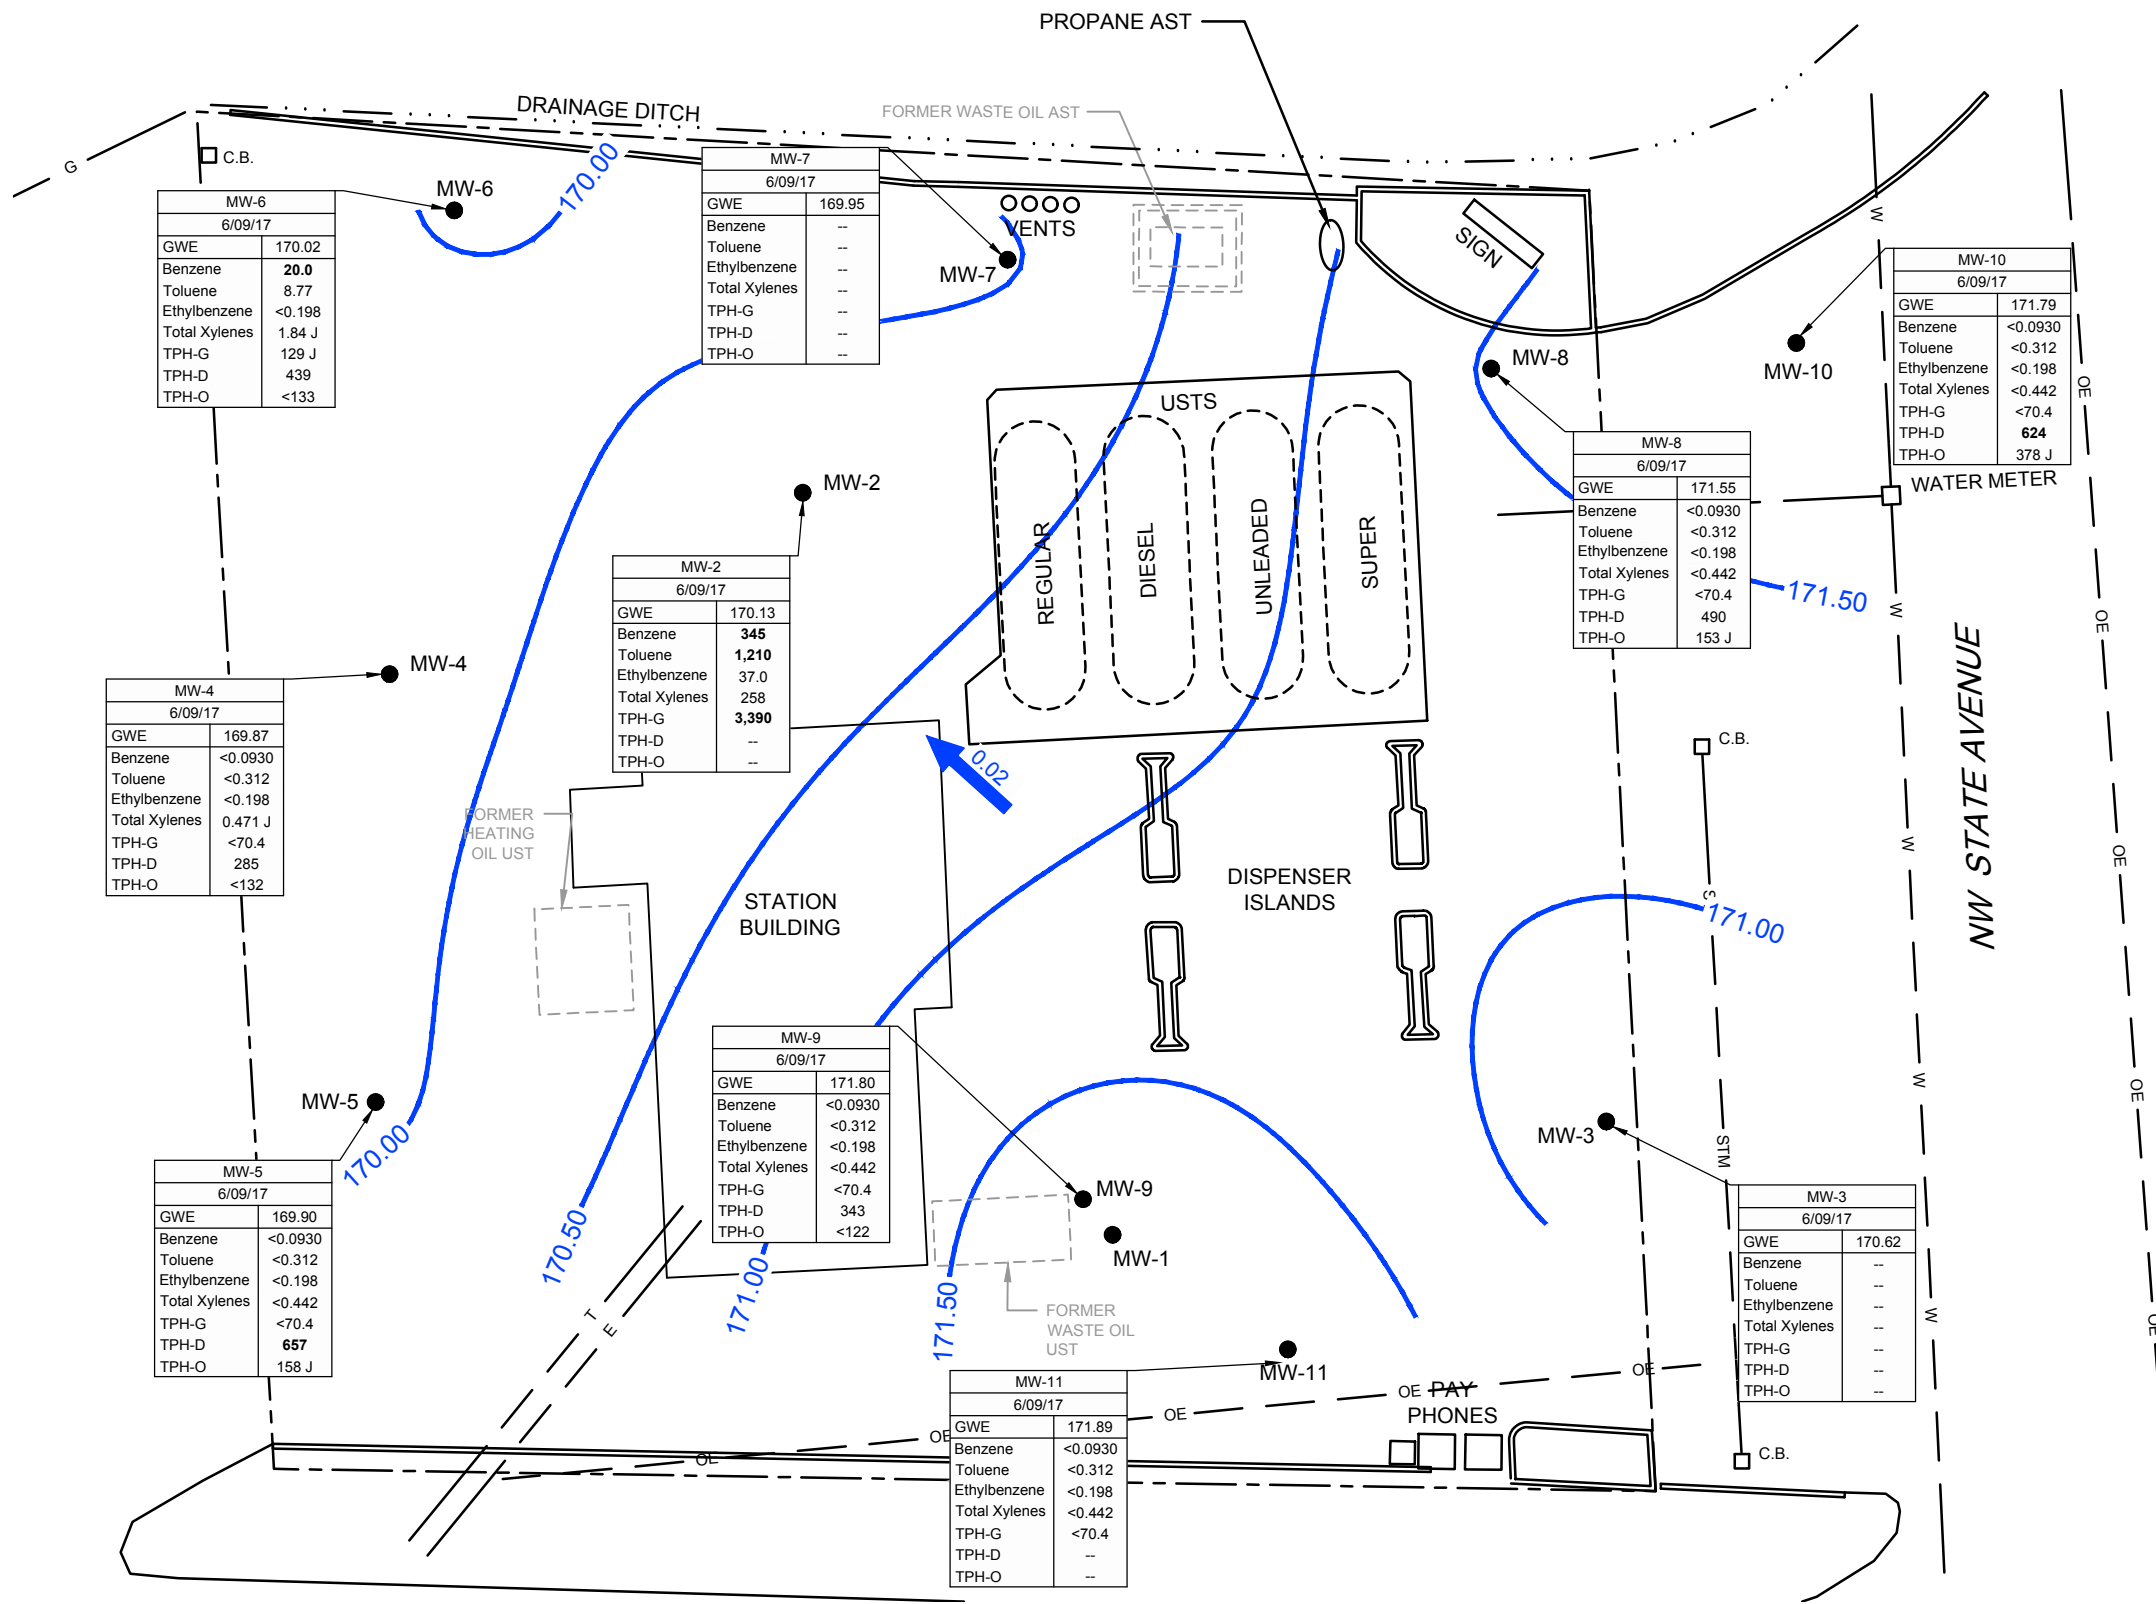 PROPANE AST
DRAINAGE DITCH
FORMER WASTE OIL AST
G
C.B.
170.00
MW-7
6/09/17
GWE 169.95
Benzene --
Toluene --
Ethylbenzene --
Total Xylenes --
TPH-G --
TPH-D --
TPH-O --
MW-6
MW-6
6/09/17
GWE 170.02
Benzene 20.0
Toluene 8.77
Ethylbenzene <0.198
Total Xylenes 1.84 J
TPH-G 129 J
TPH-D 439
TPH-O <133
VENTS
MW-7
SIGN
W
MW-10
6/09/17
GWE 171.79
Benzene <0.0930
Toluene <0.312
Ethylbenzene <0.198
Total Xylenes <0.442
TPH-G <70.4
TPH-D 624
TPH-O 378 J
MW-10
OE
MW-8
USTS
REGULAR
DIESEL
UNLEADED
SUPER
MW-8
6/09/17
GWE 171.55
Benzene <0.0930
Toluene <0.312
Ethylbenzene <0.198
Total Xylenes <0.442
TPH-G <70.4
TPH-D 490
TPH-O 153 J
WATER METER
171.50
W
OE
MW-2
MW-2
6/09/17
GWE 170.13
Benzene 345
Toluene 1,210
Ethylbenzene 37.0
Total Xylenes 258
TPH-G 3,390
TPH-D --
TPH-O --
MW-4
MW-4
6/09/17
GWE 169.87
Benzene <0.0930
Toluene <0.312
Ethylbenzene <0.198
Total Xylenes 0.471 J
TPH-G <70.4
TPH-D 285
TPH-O <132
0.02
C.B.
NW STATE AVENUE
FORMER
HEATING
OIL UST
STATION
BUILDING
DISPENSER
ISLANDS
W
OE
S
171.00
MW-9
6/09/17
GWE 171.80
Benzene <0.0930
Toluene <0.312
Ethylbenzene <0.198
Total Xylenes <0.442
TPH-G <70.4
TPH-D 343
TPH-O <122
W
OE
MW-5
170.00
MW-3
STM
MW-5
6/09/17
GWE 169.90
Benzene <0.0930
Toluene <0.312
Ethylbenzene <0.198
Total Xylenes <0.442
TPH-G <70.4
TPH-D 657
TPH-O 158 J
170.50
171.00
171.50
MW-9
MW-1
FORMER
WASTE OIL
UST
MW-3
6/09/17
GWE 170.62
Benzene --
Toluene --
Ethylbenzene --
Total Xylenes --
TPH-G --
TPH-D --
TPH-O --
W
OE
T
E
MW-11
MW-11
6/09/17
GWE 171.89
Benzene <0.0930
Toluene <0.312
Ethylbenzene <0.198
Total Xylenes <0.442
TPH-G <70.4
TPH-D --
TPH-O --
OE
OE
OE
OE
OE
PAY
PHONES
C.B.